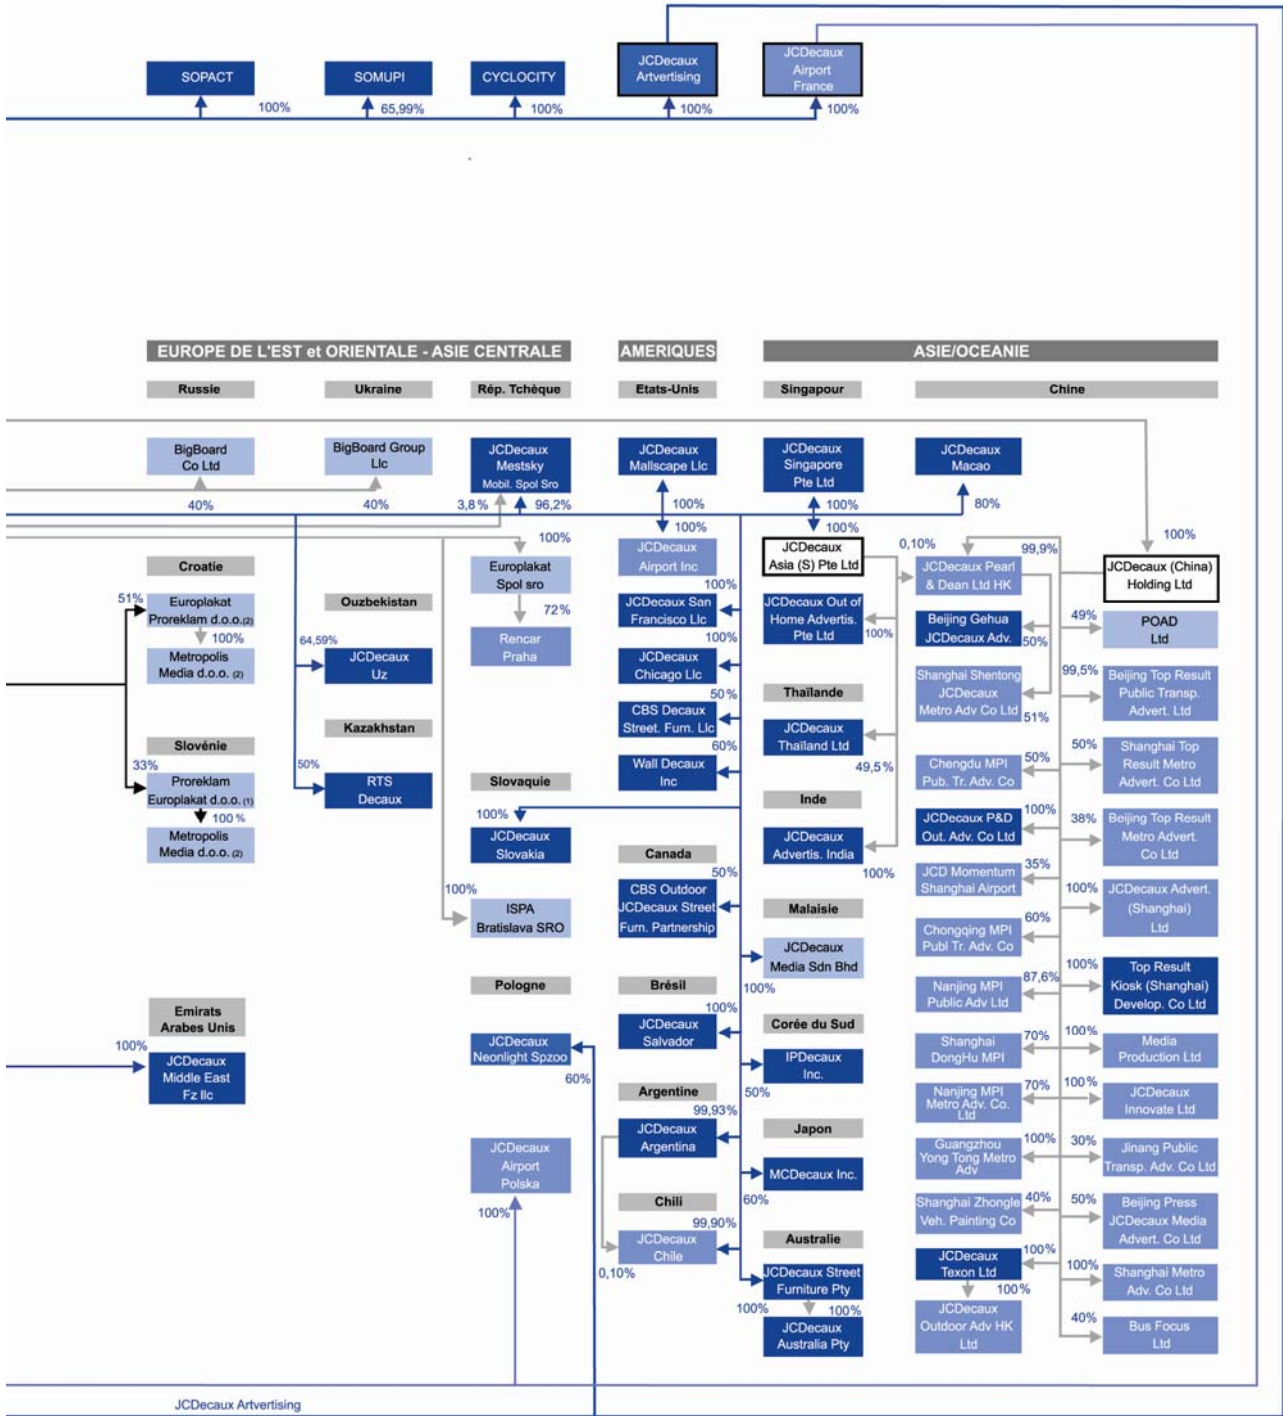 JCDecaux
Artvertising
JCDecaux
Airport
France
SOPACT
SOMUPI
CYCLOCITY
100%
65,99%
100%
100%
100%
EUROPE DE L'EST et ORIENTALE - ASIE CENTRALE
AMERIQUES
ASIE/OCEANIE
Russie
Ukraine
Rép. Tchèque
Etats-Unis
Singapour
Chine
BigBoard
Co Ltd
BigBoard Group
Llc
JCDecaux
Mestsky
Mobil. Spol Sro
JCDecaux
Mallscape Llc
JCDecaux
Singapore
Pte Ltd
JCDecaux
Macao
40%
40%
3,8 %
96,2%
100%
100%
80%
100%
100%
100%
0,10%
99,9%
100%
Croatie
51%
Europlakat
Proreklam d.o.o.(2)
100%
Metropolis
Media d.o.o. (2)
Slovénie
33%
Proreklam
Europlakat d.o.o. (1)
100 %
Metropolis
Media d.o.o. (2)
Emirats
Arabes Unis
100%
JCDecaux
Middle East
Fz llc
Ouzbekistan
64,59%
JCDecaux
Uz
Kazakhstan
50%
RTS
Decaux
Europlakat
Spol sro
72%
Rencar
Praha
Slovaquie
100%
JCDecaux
Slovakia
100%
ISPA
Bratislava SRO
Pologne
JCDecaux
Neonlight Spzoo
60%
JCDecaux
Airport
Polska
100%
JCDecaux
Airport Inc
100%
JCDecaux San
Francisco Llc
100%
JCDecaux
Chicago Llc
50%
CBS Decaux
Street. Furn. Llc
60%
Wall Decaux
Inc
Canada
50%
CBS Outdoor
JCDecaux Street
Furn. Partnership
Brésil
100%
JCDecaux
Salvador
Argentine
99,93%
JCDecaux
Argentina
Chili
99,90%
JCDecaux
Chile
0,10%
JCDecaux
Asia (S) Pte Ltd
JCDecaux Out of
Home Advertis.
Pte Ltd
100%
Thaïlande
JCDecaux
Thaïland Ltd
49,5%
Inde
JCDecaux
Advertis. India
100%
Malaisie
JCDecaux
Media Sdn Bhd
100%
Corée du Sud
IPDecaux
Inc.
50%
Japon
MCDecaux Inc.
60%
Australie
JCDecaux Street
Furniture Pty
100%
100%
JCDecaux
Australia Pty
JCDecaux Pearl
& Dean Ltd HK
Beijing Gehua
JCDecaux Adv.
50%
Shanghai Shentong
JCDecaux
Metro Adv Co Ltd
51%
Chengdu MPI
Pub. Tr. Adv. Co
50%
JCDecaux P&D
Out. Adv. Co Ltd
100%
JCD Momentum
Shanghai Airport
35%
Chongqing MPI
Publ Tr. Adv. Co
60%
Nanjing MPI
Public Adv Ltd
87,6%
Shanghai
DongHu MPI
70%
Nanjing MPI
Metro Adv. Co.
Ltd
70%
Guangzhou
Yong Tong Metro
Adv
100%
Shanghai Zhongle
Veh. Painting Co
40%
JCDecaux
Texon Ltd
100%
100%
JCDecaux
Outdoor Adv HK
Ltd
JCDecaux (China)
Holding Ltd
49%
POAD
Ltd
99,5%
Beijing Top Result
Public Transp.
Advert. Ltd
50%
Shanghai Top
Result Metro
Advert. Co Ltd
38%
Beijing Top Result
Metro Advert.
Co Ltd
100%
JCDecaux Advert.
(Shanghai)
Ltd
100%
Top Result
Kiosk (Shanghai)
Develop. Co Ltd
100%
Media
Production Ltd
100%
JCDecaux
Innovate Ltd
30%
Jinang Public
Transp. Adv. Co Ltd
50%
Beijing Press
JCDecaux Media
Advert. Co Ltd
100%
Shanghai Metro
Adv. Co Ltd
40%
Bus Focus
Ltd
JCDecaux Artvertising